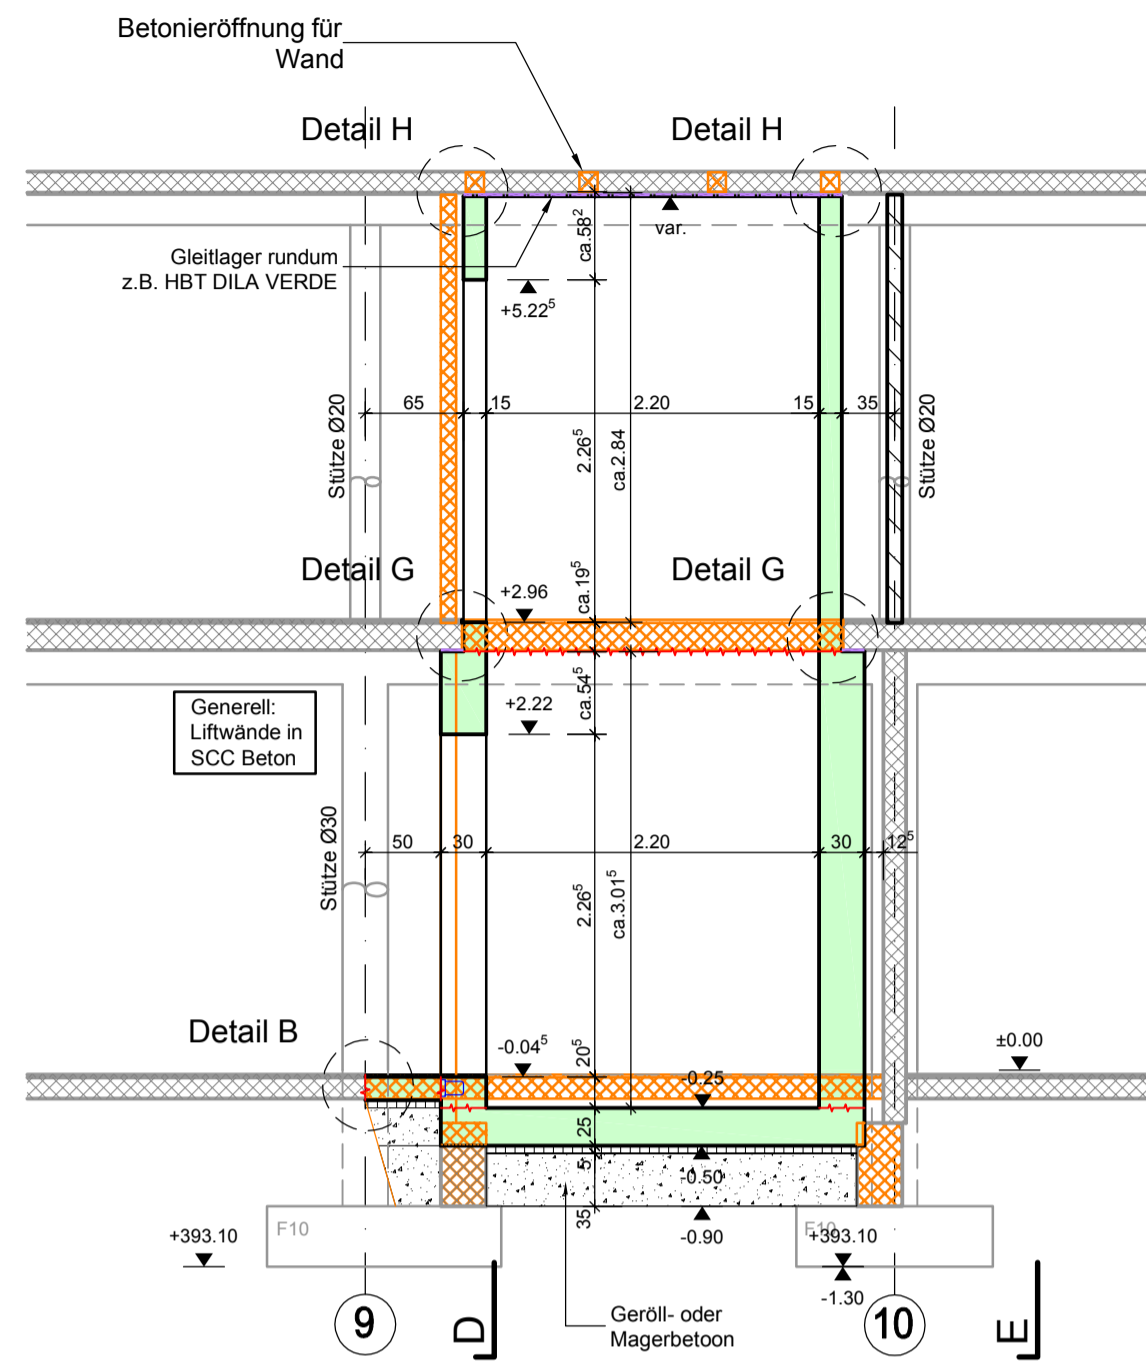 Betonieröffnung für
Wand
Detail H
Detail H
ca.58²
var.
Gleitlager rundum
z.B. HBT DILA VERDE
+5.22⁵
Stütze Ø20
65
15
2.20
15
35
Stütze Ø20
2.26⁵
ca.2.84
Detail G
Detail G
+2.96
ca.19⁵
ca.54⁵
+2.22
Generell:
Liftwände in
SCC Beton
Stütze Ø30
50
30
2.20
30
12⁵
2.26⁵
ca.3.01⁵
Detail B
-0.04⁵
20⁵
-0.25
±0.00
25
5
-0.50
35
-0.90
+393.10
F10
F10
+393.10
-1.30
9
D
Geröll- oder
Magerbetoon
10
E